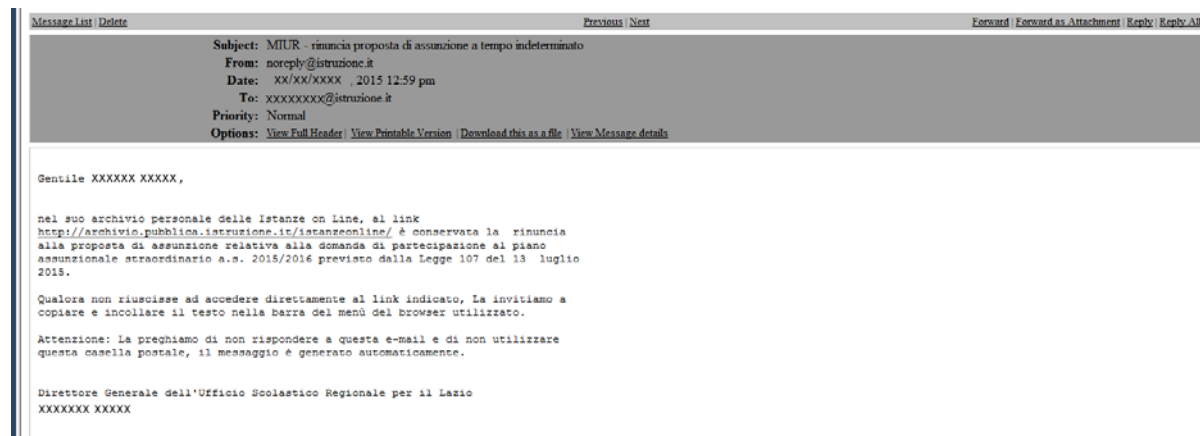 Message List | Delete Previous | Next Forward | Forward as Attachment | Reply | Reply All
Subject: MIUR - rinuncia proposta di assunzione a tempo indeterminato
From: noreply@istruzione.it
Date: XX/XX/XXXX , 2015 12:59 pm
To: xxxxxxxx@istruzione.it
Priority: Normal
Options: View Full Header | View Printable Version | Download this as a file | View Message details
Gentile XXXXXX XXXXX,
nel suo archivio personale delle Istanze on Line, al link
http://archivio.pubblica.istruzione.it/istanzeonline/ è conservata la rinuncia
alla proposta di assunzione relativa alla domanda di partecipazione al piano
assunzionale straordinario a.s. 2015/2016 previsto dalla Legge 107 del 13 luglio
2015.
Qualora non riuscisse ad accedere direttamente al link indicato, La invitiamo a
copiare e incollare il testo nella barra del menù del browser utilizzato.
Attenzione: La preghiamo di non rispondere a questa e-mail e di non utilizzare
questa casella postale, il messaggio è generato automaticamente.
Direttore Generale dell'Ufficio Scolastico Regionale per il Lazio
XXXXXXX XXXXX